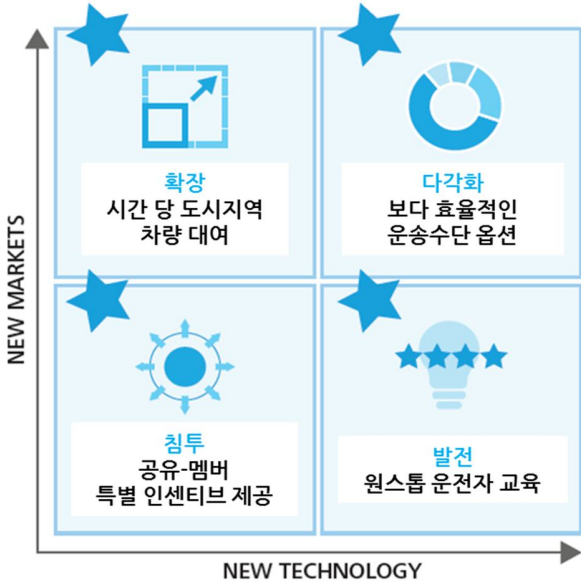 NEW MARKETS
확장
시간 당 도시지역
차량 대여
다각화
보다 효율적인
운송수단 옵션
침투
공유-멤버
특별 인센티브 제공
발전
원스톱 운전자 교육
NEW TECHNOLOGY